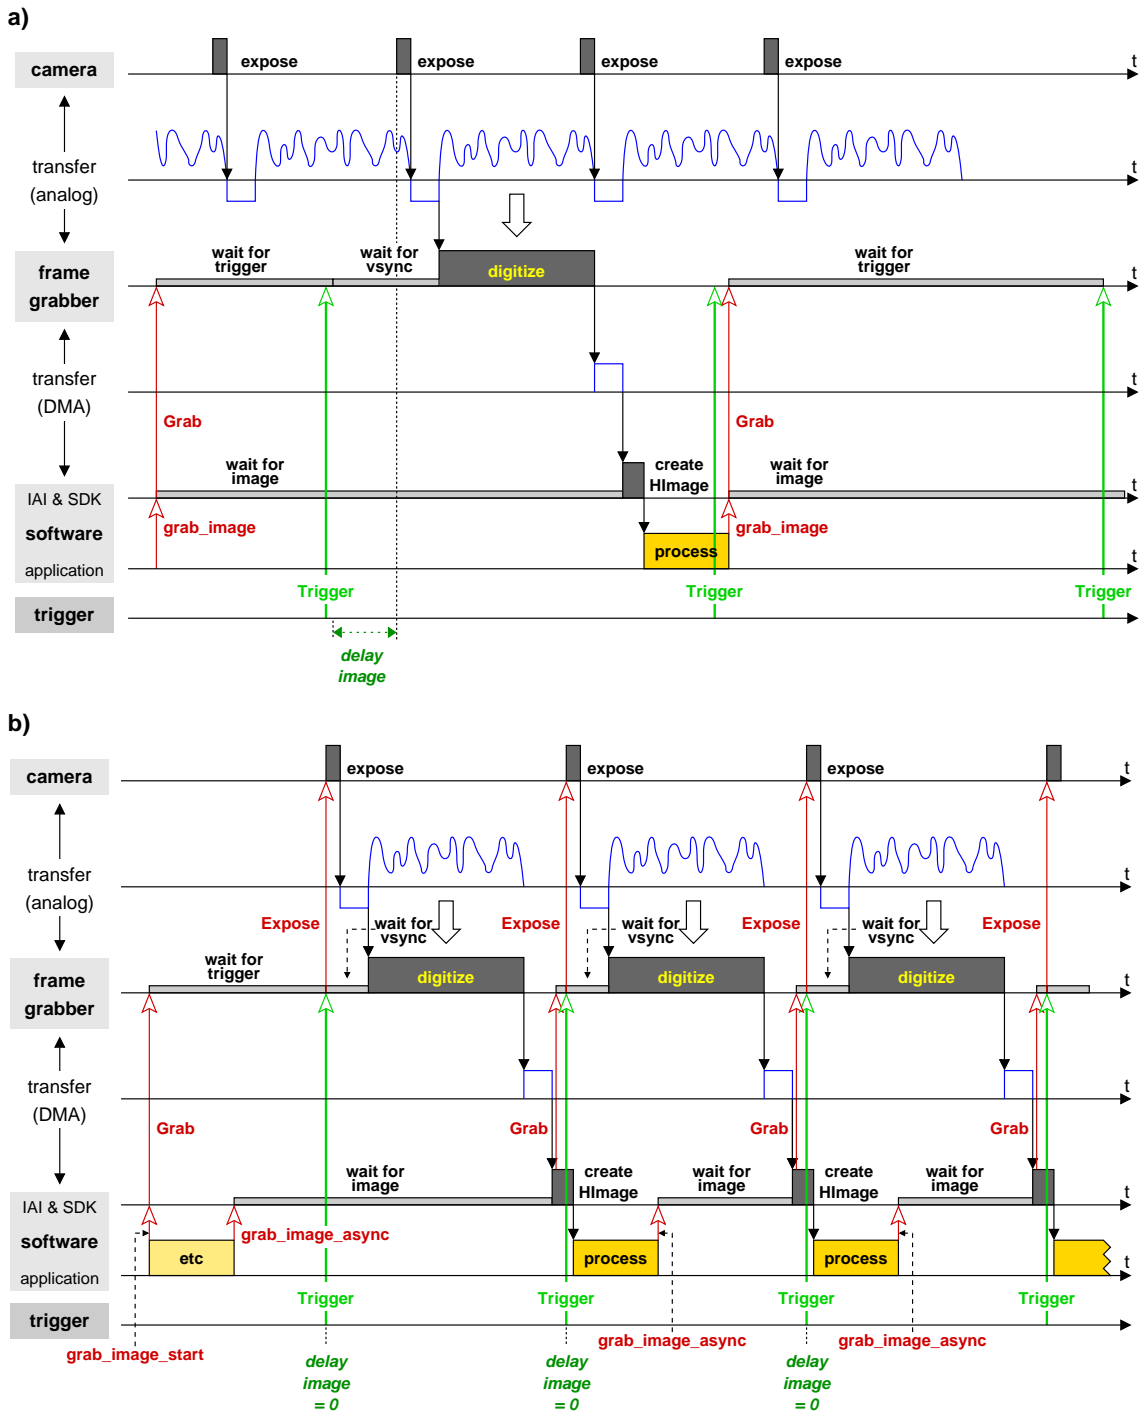 a)
camera
expose
expose
expose
expose
t
transfer
(analog)
t
frame
grabber
wait for
trigger
wait for
vsync
digitize
wait for
trigger
t
transfer
(DMA)
t
Grab
Grab
wait for
image
create
HImage
wait for
image
IAI & SDK
t
software
grab_image
grab_image
application
process
t
Trigger
Trigger
Trigger
trigger
delay
image
b)
camera
expose
expose
expose
t
transfer
(analog)
t
Expose
Expose
Expose
wait for
vsync
wait for
vsync
wait for
vsync
frame
grabber
wait for
trigger
digitize
digitize
digitize
t
transfer
(DMA)
t
Grab
Grab
Grab
Grab
wait for
image
create
HImage
wait for
image
create
HImage
wait for
image
IAI & SDK
t
software
grab_image_async
application
etc
process
process
t
Trigger
Trigger
Trigger
Trigger
trigger
grab_image_start
grab_image_async
grab_image_async
delay
image
= 0
delay
image
= 0
delay
image
= 0